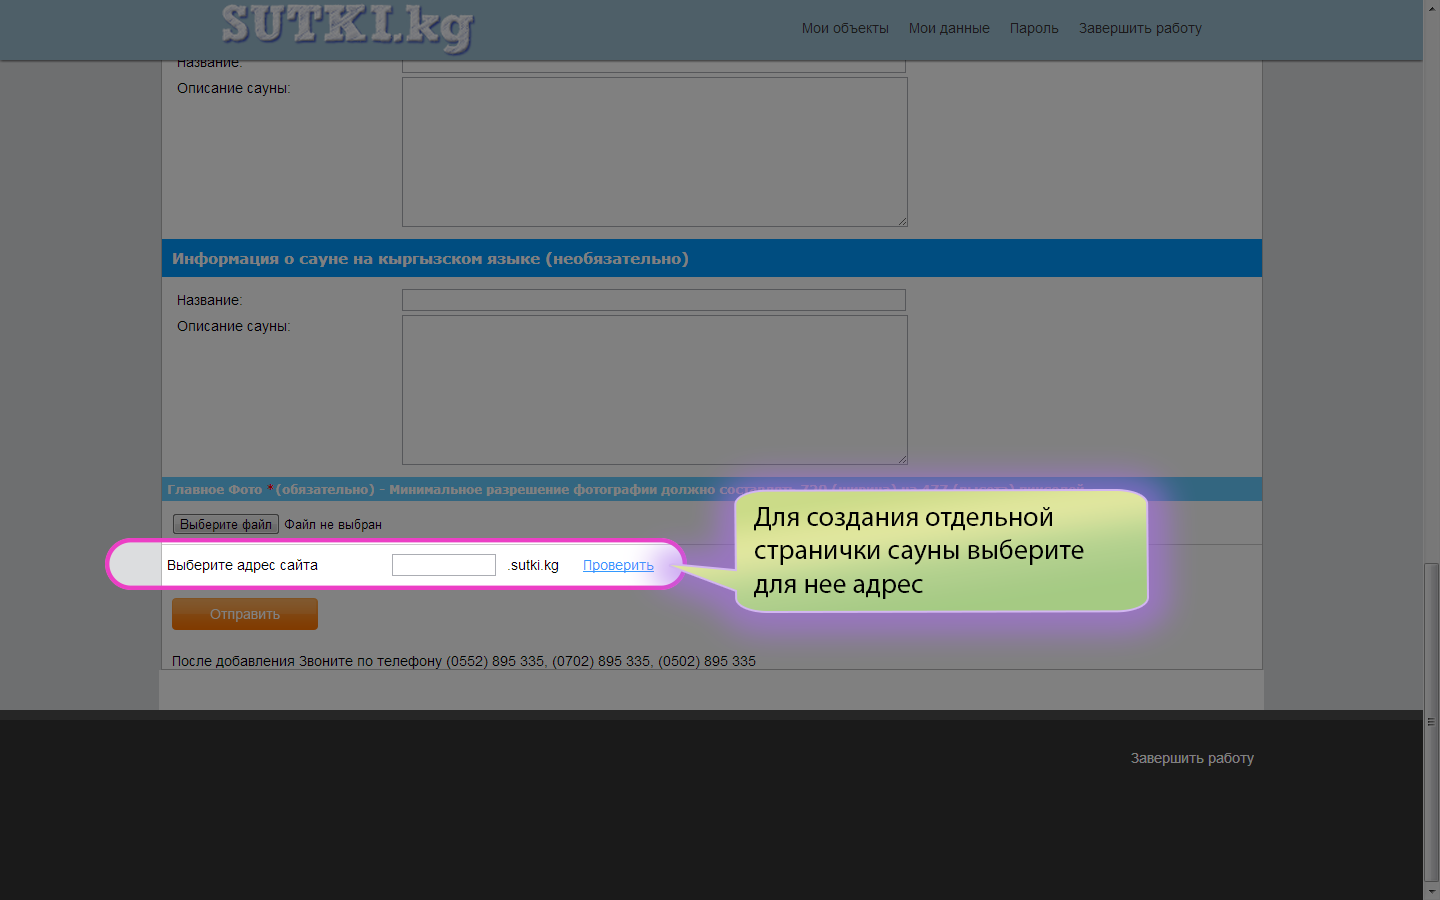 SUTKI.kg
Мои объекты Мои данные Пароль Завершить работу
Название:
Описание сауны:
Информация о сауне на кыргызском языке (необязательно)
Название:
Описание сауны:
Главное Фото *(обязательно) - Минимальное разрешение фотографии должно составлять
Выберите файл Файл не выбран
Для создания отдельной
странички сауны выберите
для нее адрес
Выберите адрес сайта .sutki.kg Проверить
Отправить
После добавления Звоните по телефону (0552) 895 335, (0702) 895 335, (0502) 895 335
Завершить работу